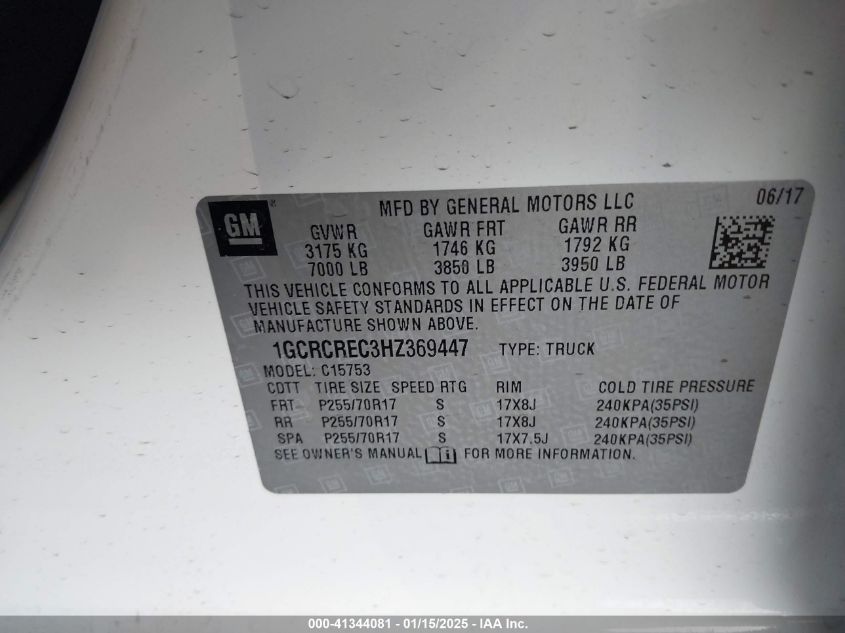 GM
MFD BY GENERAL MOTORS LLC 06/17
GVWR GAWR FRT GAWR RR
3175 KG 1746 KG 1792 KG
7000 LB 3850 LB 3950 LB
THIS VEHICLE CONFORMS TO ALL APPLICABLE U.S. FEDERAL MOTOR
VEHICLE SAFETY STANDARDS IN EFFECT ON THE DATE OF
MANUFACTURE SHOWN ABOVE.
1GCRCREC3HZ369447 TYPE: TRUCK
MODEL: C15753
CDTT TIRE SIZE SPEED RTG RIM COLD TIRE PRESSURE
FRT P255/70R17 S 17X8J 240KPA(35PSI)
RR P255/70R17 S 17X8J 240KPA(35PSI)
SPA P255/70R17 S 17X7.5J 240KPA(35PSI)
SEE OWNER'S MANUAL i FOR MORE INFORMATION.
000-41344081 - 01/15/2025 - IAA Inc.